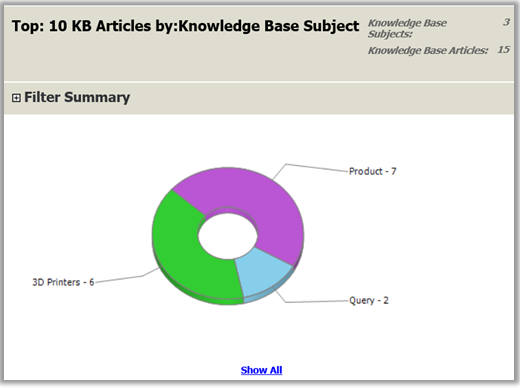 Top: 10 KB Articles by:Knowledge Base Subject
Knowledge Base Subjects: 3
Knowledge Base Articles: 15
Filter Summary
Product - 7
3D Printers - 6
Query - 2
Show All